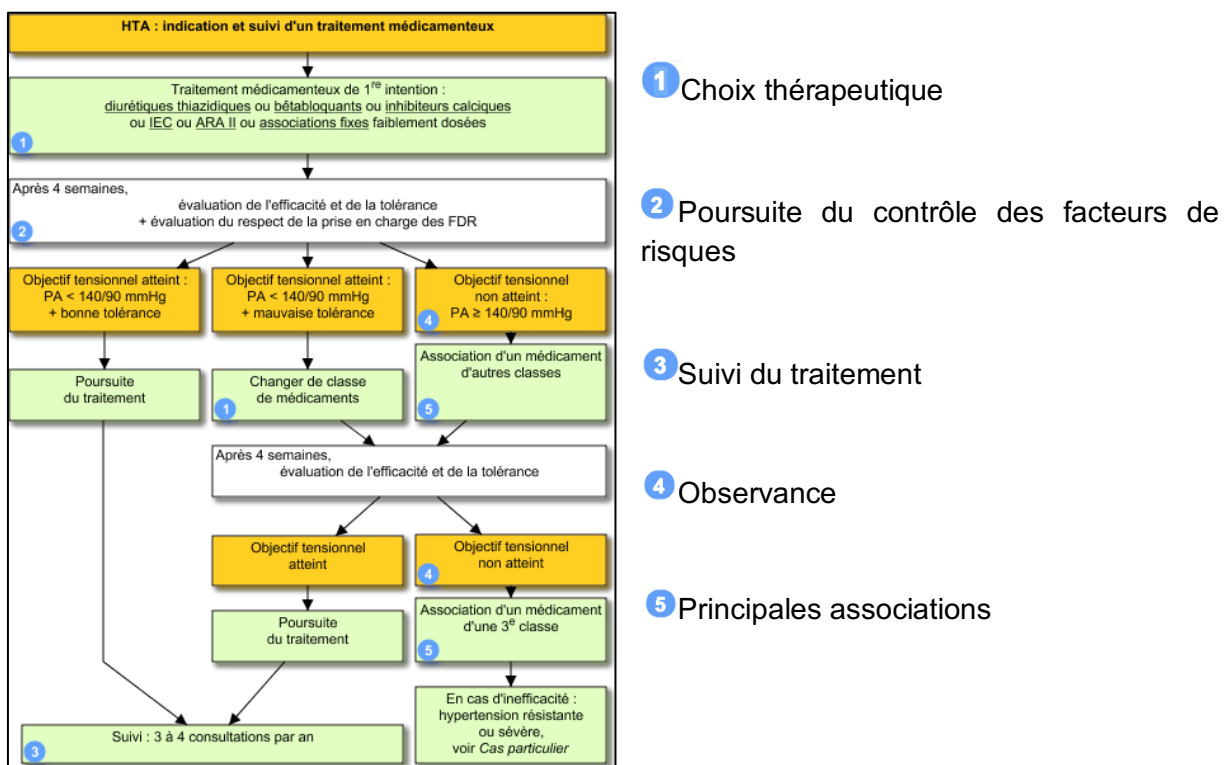 HTA : indication et suivi d'un traitement médicamenteux
Traitement médicamenteux de 1re intention :
diurétiques thiazidiques ou bêtabloquants ou inhibiteurs calciques
ou IEC ou ARA II ou associations fixes faiblement dosées
1
Après 4 semaines,
évaluation de l'efficacité et de la tolérance
+ évaluation du respect de la prise en charge des FDR
2
Objectif tensionnel atteint :
PA < 140/90 mmHg
+ bonne tolérance
Objectif tensionnel atteint :
PA < 140/90 mmHg
+ mauvaise tolérance
Objectif tensionnel
non atteint :
PA ≥ 140/90 mmHg
4
Poursuite
du traitement
Changer de classe
de médicaments
1
Association d'un médicament
d'autres classes
5
Après 4 semaines,
évaluation de l'efficacité et de la tolérance
Objectif tensionnel
atteint
Objectif tensionnel
non atteint
4
Poursuite
du traitement
Association d'un médicament
d'une 3e classe
5
Suivi : 3 à 4 consultations par an
3
En cas d'inefficacité :
hypertension résistante
ou sévère,
voir Cas particulier
1 Choix thérapeutique
2 Poursuite du contrôle des facteurs de
risques
3 Suivi du traitement
4 Observance
5 Principales associations